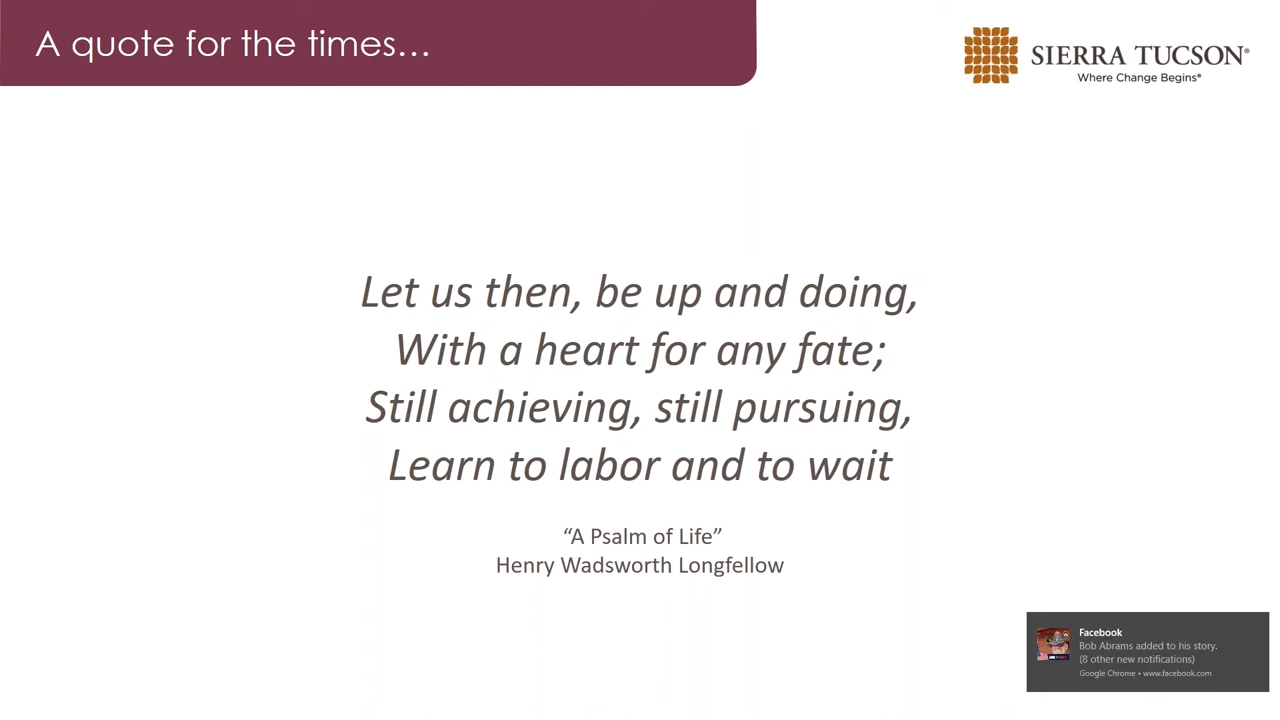 A quote for the times...
SIERRA TUCSON®
Where Change Begins®
Let us then, be up and doing,
With a heart for any fate;
Still achieving, still pursuing,
Learn to labor and to wait
“A Psalm of Life”
Henry Wadsworth Longfellow
Facebook
Bob Abrams added to his story.
(8 other new notifications)
Google Chrome • www.facebook.com